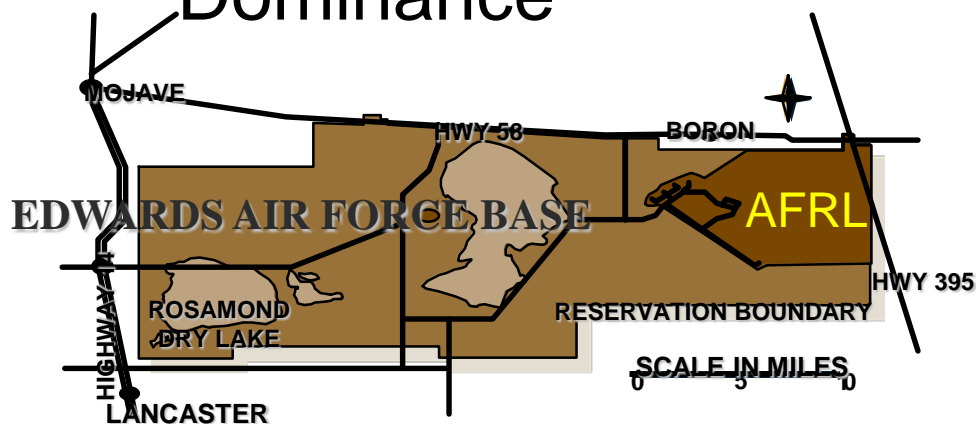 Dominance
MOJAVE
HWY 58
BORON
EDWARDS AIR FORCE BASE
AFRL
HIGHWAY 14
HWY 395
ROSAMOND
DRY LAKE
RESERVATION BOUNDARY
SCALE IN MILES
0 5 10
LANCASTER